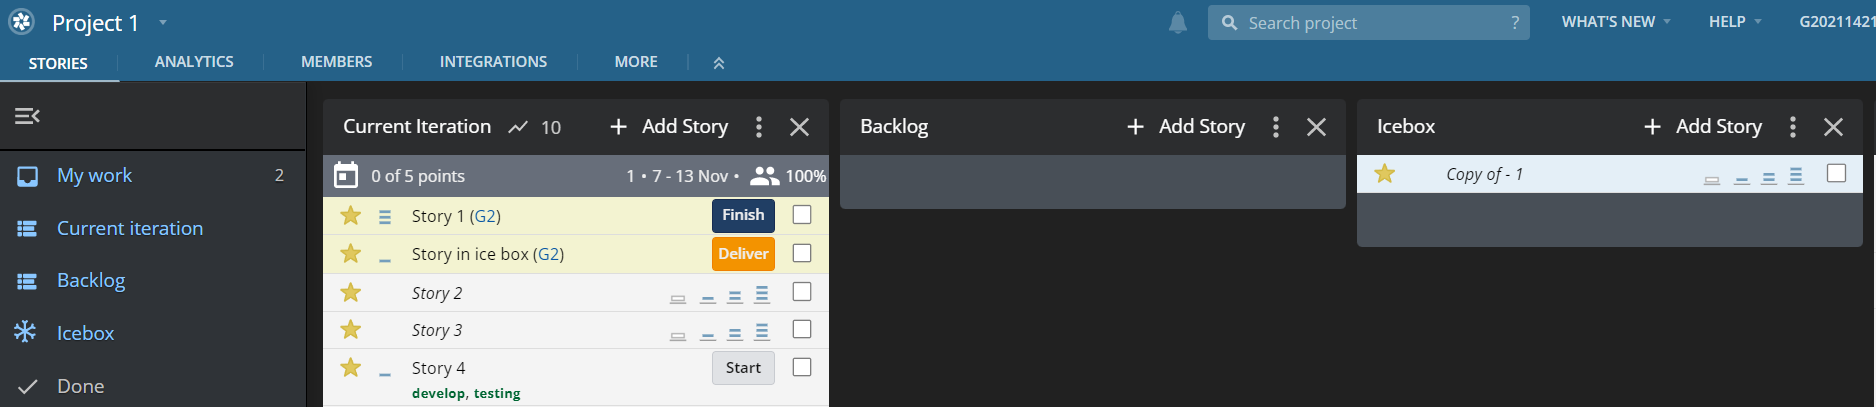 Project 1
Search project ?
WHAT'S NEW
HELP
G20211421
STORIES
ANALYTICS
MEMBERS
INTEGRATIONS
MORE
My work 2
Current iteration
Backlog
Icebox
Done
Current Iteration 10 + Add Story
0 of 5 points 1 • 7 - 13 Nov • 100%
Story 1 (G2) Finish
Story in ice box (G2) Deliver
Story 2
Story 3
Story 4 Start
develop, testing
Backlog + Add Story
Icebox + Add Story
Copy of - 1